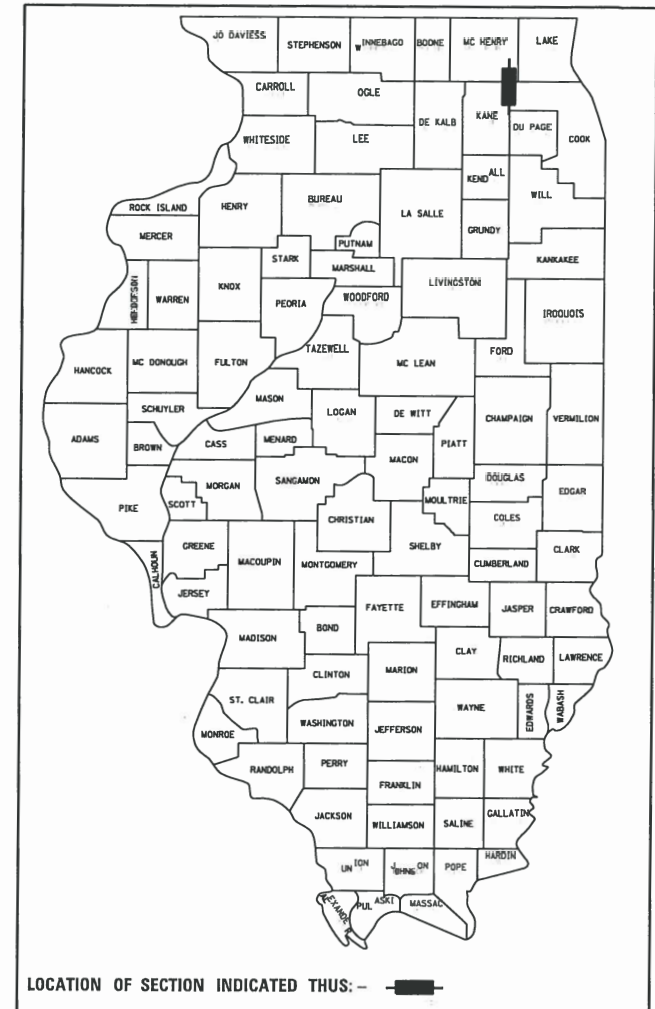 JO DAVIESS
STEPHENSON
WINNEBAGO
BOONE
MC HENRY
LAKE
CARROLL
OGLE
DE KALB
KANE
DU PAGE
COOK
WHITESIDE
LEE
KENDALL
WILL
ROCK ISLAND
HENRY
BUREAU
LA SALLE
GRUNDY
MERCER
PUTNAM
STARK
MARSHALL
KANKAKEE
KNOX
PEORIA
WOODFORD
LIVINGSTON
WARREN
IROQUOIS
TAZEWELL
FORD
HANCOCK
MC DONOUGH
FULTON
MC LEAN
MASON
SCHUYLER
LOGAN
DE WITT
CHAMPAIGN
VERMILION
ADAMS
BROWN
CASS
MENARD
PIATT
MACON
SANGAMON
DOUGLAS
MORGAN
EDGAR
SCOTT
PIKE
MOULTRIE
COLES
CHRISTIAN
GREENE
SHELBY
CLARK
CALHOUN
MACOUPIN
MONTGOMERY
CUMBERLAND
JERSEY
FAYETTE
EFFINGHAM
JASPER
CRAWFORD
MADISON
BOND
CLAY
RICHLAND
LAWRENCE
CLINTON
MARION
ST. CLAIR
WAYNE
EDWARDS
WABASH
WASHINGTON
MONROE
JEFFERSON
RANDOLPH
PERRY
HAMILTON
WHITE
FRANKLIN
JACKSON
WILLIAMSON
SALINE
GALLATIN
UNION
JOHNSON
POPE
HARDIN
ALEXANDER
PULASKI
MASSAC
LOCATION OF SECTION INDICATED THUS: -